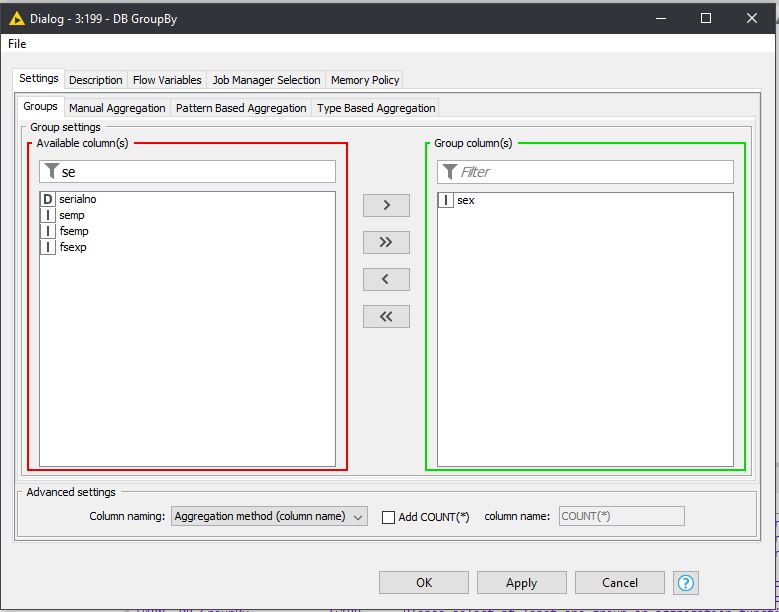 Dialog - 3:199 - DB GroupBy
File
Settings Description Flow Variables Job Manager Selection Memory Policy
Groups Manual Aggregation Pattern Based Aggregation Type Based Aggregation
Group settings
Available column(s)
Group column(s)
se
Filter
D serialno
I semp
I fsemp
I fsexp
I sex
>
>>
<
<<
Advanced settings
Column naming: Aggregation method (column name) Add COUNT(*) column name: COUNT(*)
OK Apply Cancel ?